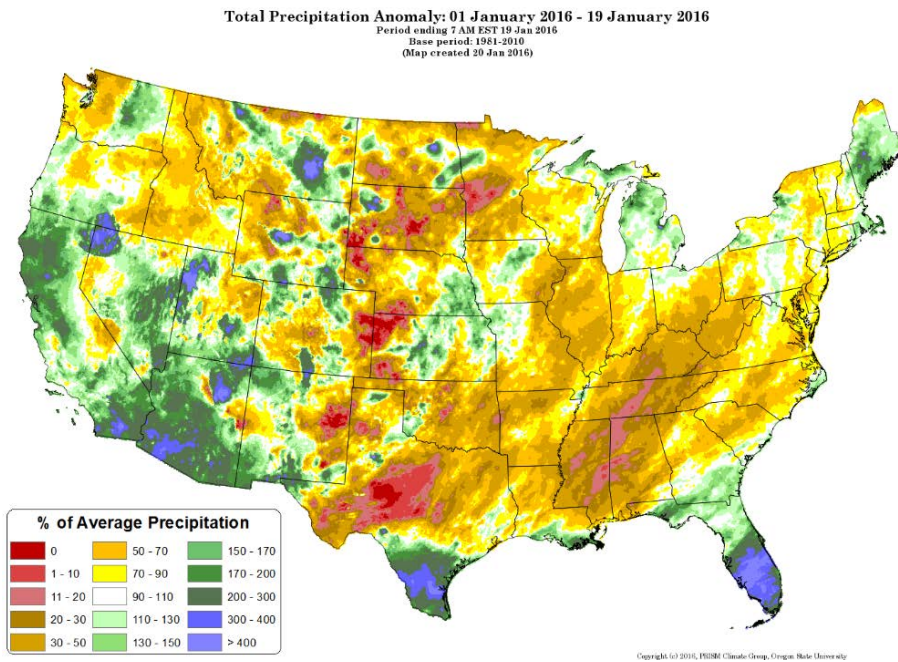 Total Precipitation Anomaly: 01 January 2016 - 19 January 2016
Period ending 7 AM EST 19 Jan 2016
Base period: 1981-2010
(Map created 20 Jan 2016)
% of Average Precipitation
0
1 - 10
11 - 20
20 - 30
30 - 50
50 - 70
70 - 90
90 - 110
110 - 130
130 - 150
150 - 170
170 - 200
200 - 300
300 - 400
> 400
Copyright (c) 2016, PRISM Climate Group, Oregon State University